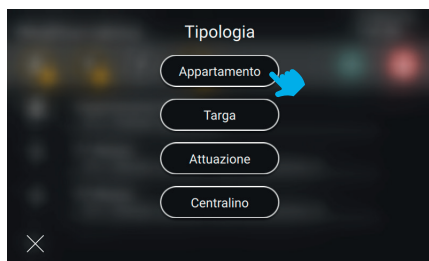 Tipologia
Appartamento
Targa
Attuazione
Centralino